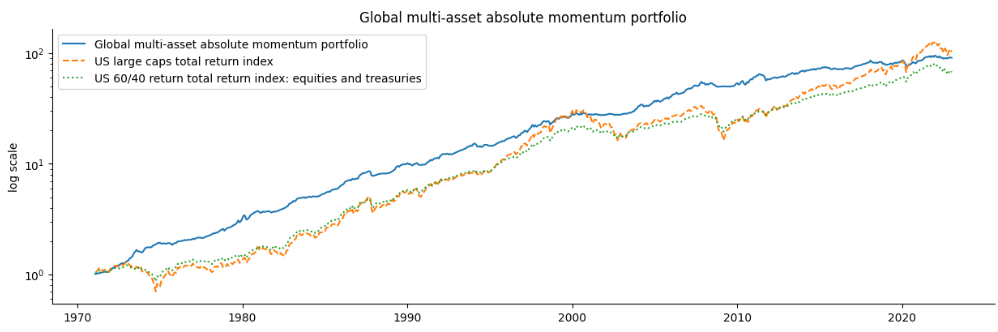 Global multi-asset absolute momentum portfolio
Global multi-asset absolute momentum portfolio
US large caps total return index
US 60/40 return total return index: equities and treasuries
10²
10¹
10⁰
log scale
1970 1980 1990 2000 2010 2020